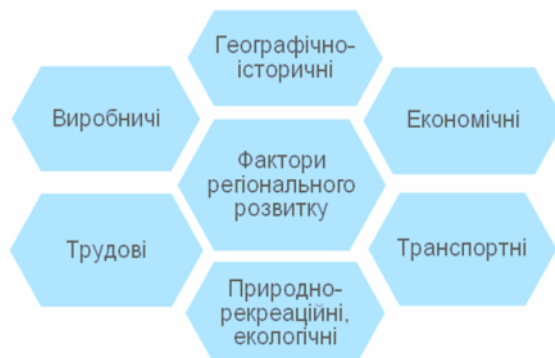 Географічно-
історичні
Виробничі
Економічні
Фактори
регіонального
розвитку
Трудові
Транспортні
Природно-
рекреаційні,
екологічні